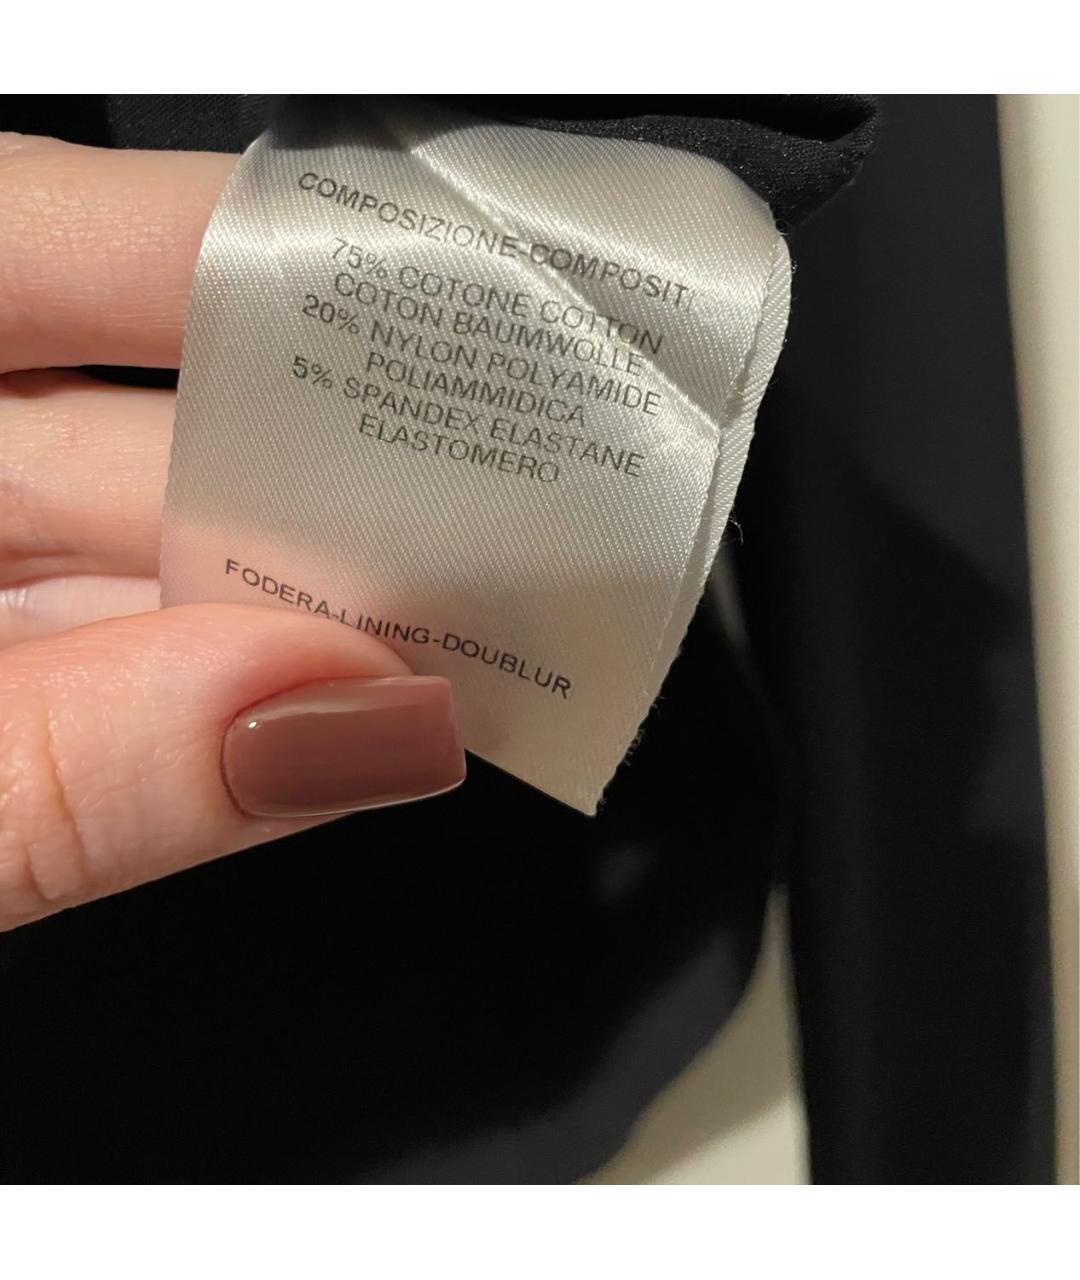 COMPOSIZIONE-COMPOSITI
75% COTONE COTTON
COTON BAUMWOLLE
20% NYLON POLYAMIDE
POLIAMMIDICA
5% SPANDEX ELASTANE
ELASTOMERO
FODERA-LINING-DOUBLUR